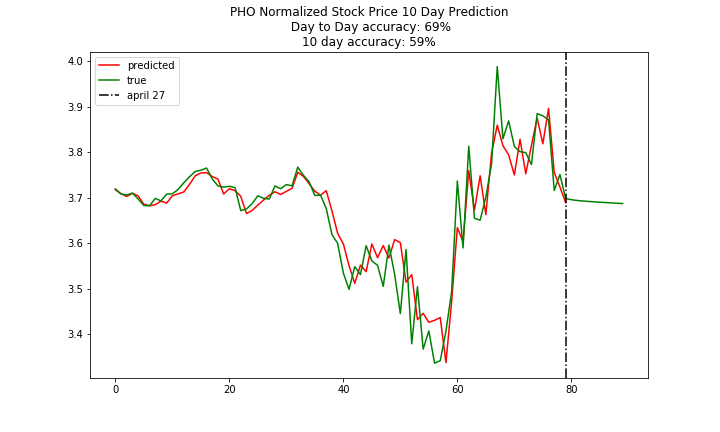 PHO Normalized Stock Price 10 Day Prediction
Day to Day accuracy: 69%
10 day accuracy: 59%
predicted
true
april 27
4.0
3.9
3.8
3.7
3.6
3.5
3.4
0 20 40 60 80